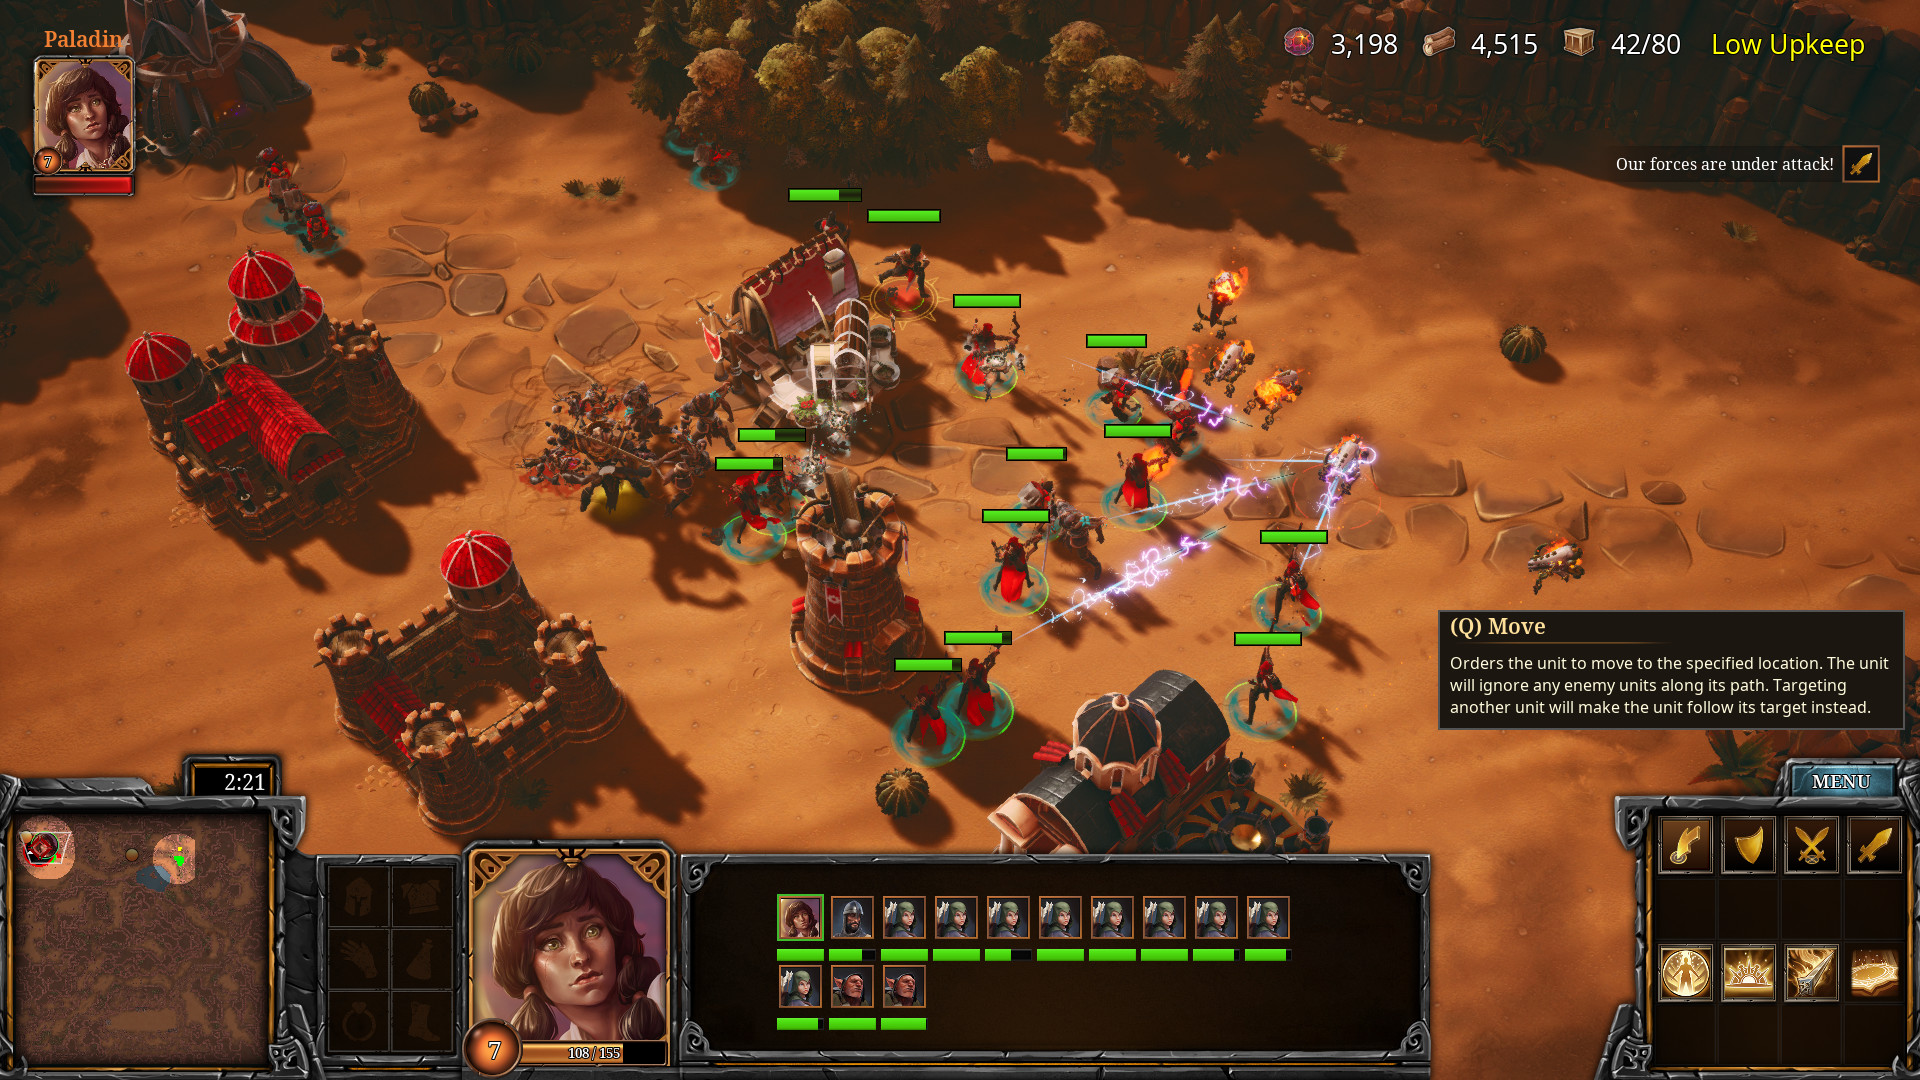 Paladin
7
3,198
4,515
42/80
Low Upkeep
Our forces are under attack!
(Q) Move
Orders the unit to move to the specified location. The unit
will ignore any enemy units along its path. Targeting
another unit will make the unit follow its target instead.
2:21
MENU
7
108 / 155